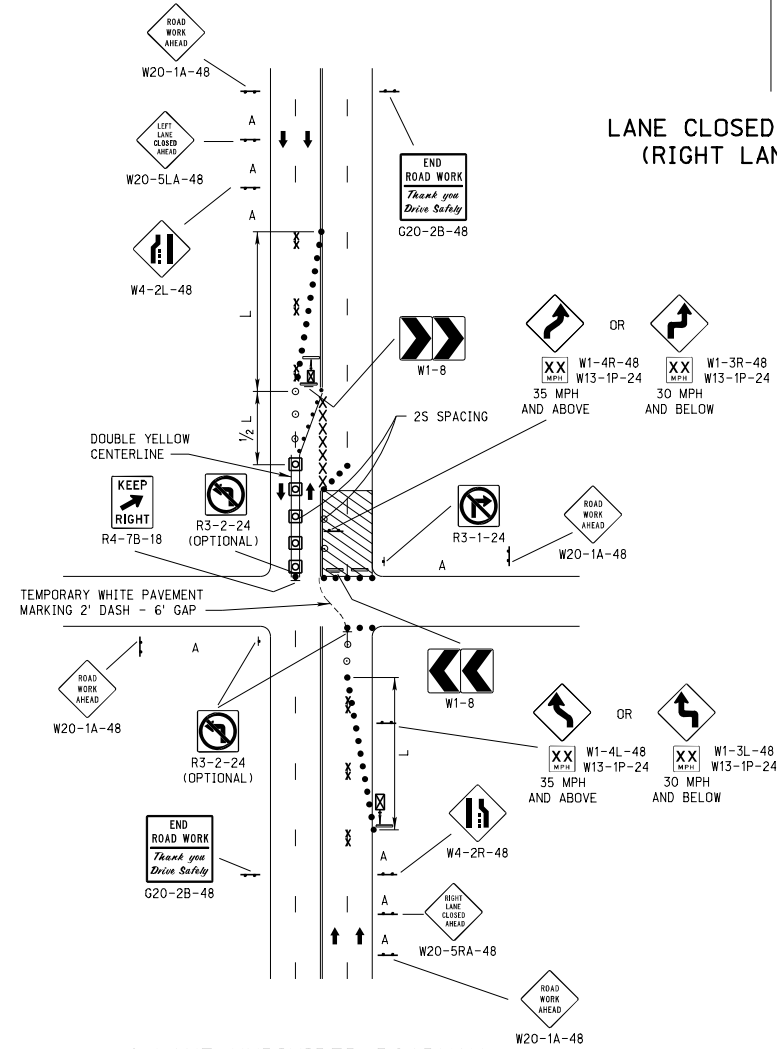 ROAD
WORK
AHEAD
W20-1A-48
A
LEFT
LANE
CLOSED
AHEAD
W20-5LA-48
A
A
W4-2L-48
END
ROAD WORK
Thank you
Drive Safely
G20-2B-48
LANE CLOSED
(RIGHT LAN
L
½ L
W1-8
OR
XX
MPH
W1-4R-48
W13-1P-24
35 MPH
AND ABOVE
XX
MPH
W1-3R-48
W13-1P-24
30 MPH
AND BELOW
2S SPACING
DOUBLE YELLOW
CENTERLINE
KEEP
RIGHT
R4-7B-18
R3-2-24
(OPTIONAL)
R3-1-24
ROAD
WORK
AHEAD
W20-1A-48
A
TEMPORARY WHITE PAVEMENT
MARKING 2' DASH - 6' GAP
A
ROAD
WORK
AHEAD
W20-1A-48
R3-2-24
(OPTIONAL)
W1-8
L
OR
XX
MPH
W1-4L-48
W13-1P-24
35 MPH
AND ABOVE
XX
MPH
W1-3L-48
W13-1P-24
30 MPH
AND BELOW
END
ROAD WORK
Thank you
Drive Safely
G20-2B-48
A
W4-2R-48
A
RIGHT
LANE
CLOSED
AHEAD
W20-5RA-48
A
ROAD
WORK
AHEAD
W20-1A-48